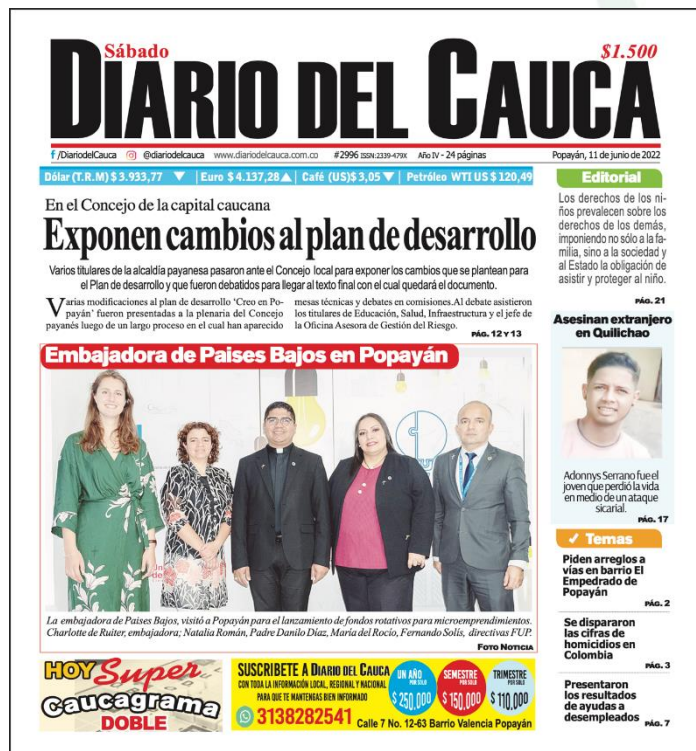 Sábado
$1.500
DIARIO DEL CAUCA
f /DiariodelCauca @diariodelcauca www.diariodelcauca.com.co #2996 ISSN:2339-479X Año IV - 24 páginas Popayán, 11 de junio de 2022
Dólar (T.R.M) $ 3.933,77 ▼ | Euro $ 4.137,28 ▲ | Café (US)$ 3,05 ▼ | Petróleo WTI US $ 120,49
En el Concejo de la capital caucana
Exponen cambios al plan de desarrollo
Varios titulares de la alcaldía payanesa pasaron ante el Concejo local para exponer los cambios que se plantean para
el Plan de desarrollo y que fueron debatidos para llegar al texto final con el cual quedará el documento.
Varias modificaciones al plan de desarrollo ‘Creo en Po-
payán’ fueron presentadas a la plenaria del Concejo
payanés luego de un largo proceso en el cual han aparecido
mesas técnicas y debates en comisiones.Al debate asistieron
los titulares de Educación, Salud, Infraestructura y el jefe de
la Oficina Asesora de Gestión del Riesgo.
PÁG. 12 Y 13
Embajadora de Paises Bajos en Popayán
La embajadora de Paises Bajos, visitó a Popayán para el lanzamiento de fondos rotativos para microemprendimientos.
Charlotte de Ruiter, embajadora; Natalia Román, Padre Danilo Díaz, María del Rocío, Fernando Solís, directivas FUP.
FOTO NOTICIA
Editorial
Los derechos de los ni-
ños prevalecen sobre los
derechos de los demás,
imponiendo no sólo a la fa-
milia, sino a la sociedad y
al Estado la obligación de
asistir y proteger al niño.
PÁG. 21
Asesinan extranjero
en Quilichao
Adonnys Serrano fue el
joven que perdió la vida
en medio de un ataque
sicarial.
PÁG. 17
✓ Temas
Piden arreglos a
vías en barrio El
Empedrado de
Popayán
PÁG. 2
Se dispararon
las cifras de
homicidios en
Colombia
PÁG. 3
Presentaron
los resultados
de ayudas a
desempleados
PÁG. 7
HOY Super
Caucagrama
DOBLE
SUSCRIBETE A DIARIO DEL CAUCA
CON TODA LA INFORMACIÓN LOCAL, REGIONAL Y NACIONAL
PARA QUE TE MANTENGAS BIEN INFORMADO
3138282541
UN AÑO
POR SOLO
$ 250.000
SEMESTRE
POR SOLO
$ 150.000
TRIMESTRE
POR SOLO
$ 110.000
Calle 7 No. 12-63 Barrio Valencia Popayán